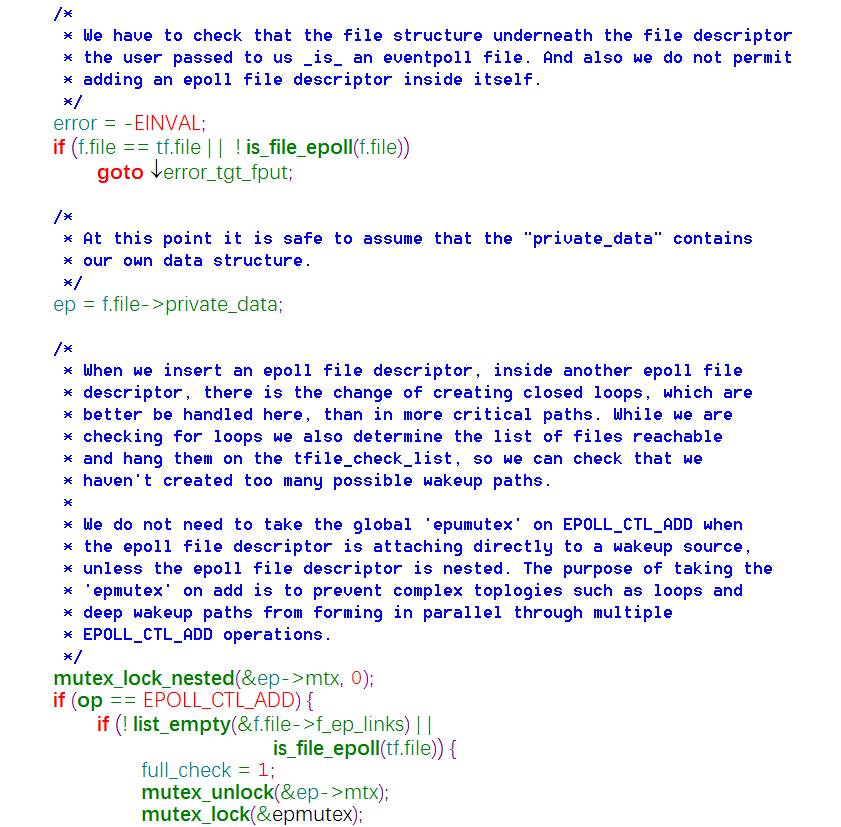 /*
 * We have to check that the file structure underneath the file descriptor
 * the user passed to us _is_ an eventpoll file. And also we do not permit
 * adding an epoll file descriptor inside itself.
 */
error = -EINVAL;
if (f.file == tf.file || !is_file_epoll(f.file))
goto ↓error_tgt_fput;
/*
 * At this point it is safe to assume that the "private_data" contains
 * our own data structure.
 */
ep = f.file->private_data;
/*
 * When we insert an epoll file descriptor, inside another epoll file
 * descriptor, there is the change of creating closed loops, which are
 * better be handled here, than in more critical paths. While we are
 * checking for loops we also determine the list of files reachable
 * and hang them on the tfile_check_list, so we can check that we
 * haven't created too many possible wakeup paths.
 *
 * We do not need to take the global 'epumutex' on EPOLL_CTL_ADD when
 * the epoll file descriptor is attaching directly to a wakeup source,
 * unless the epoll file descriptor is nested. The purpose of taking the
 * 'epmutex' on add is to prevent complex toplogies such as loops and
 * deep wakeup paths from forming in parallel through multiple
 * EPOLL_CTL_ADD operations.
 */
mutex_lock_nested(&ep->mtx, 0);
if (op == EPOLL_CTL_ADD) {
if (!list_empty(&f.file->f_ep_links) ||
is_file_epoll(tf.file)) {
full_check = 1;
mutex_unlock(&ep->mtx);
mutex_lock(&epmutex);